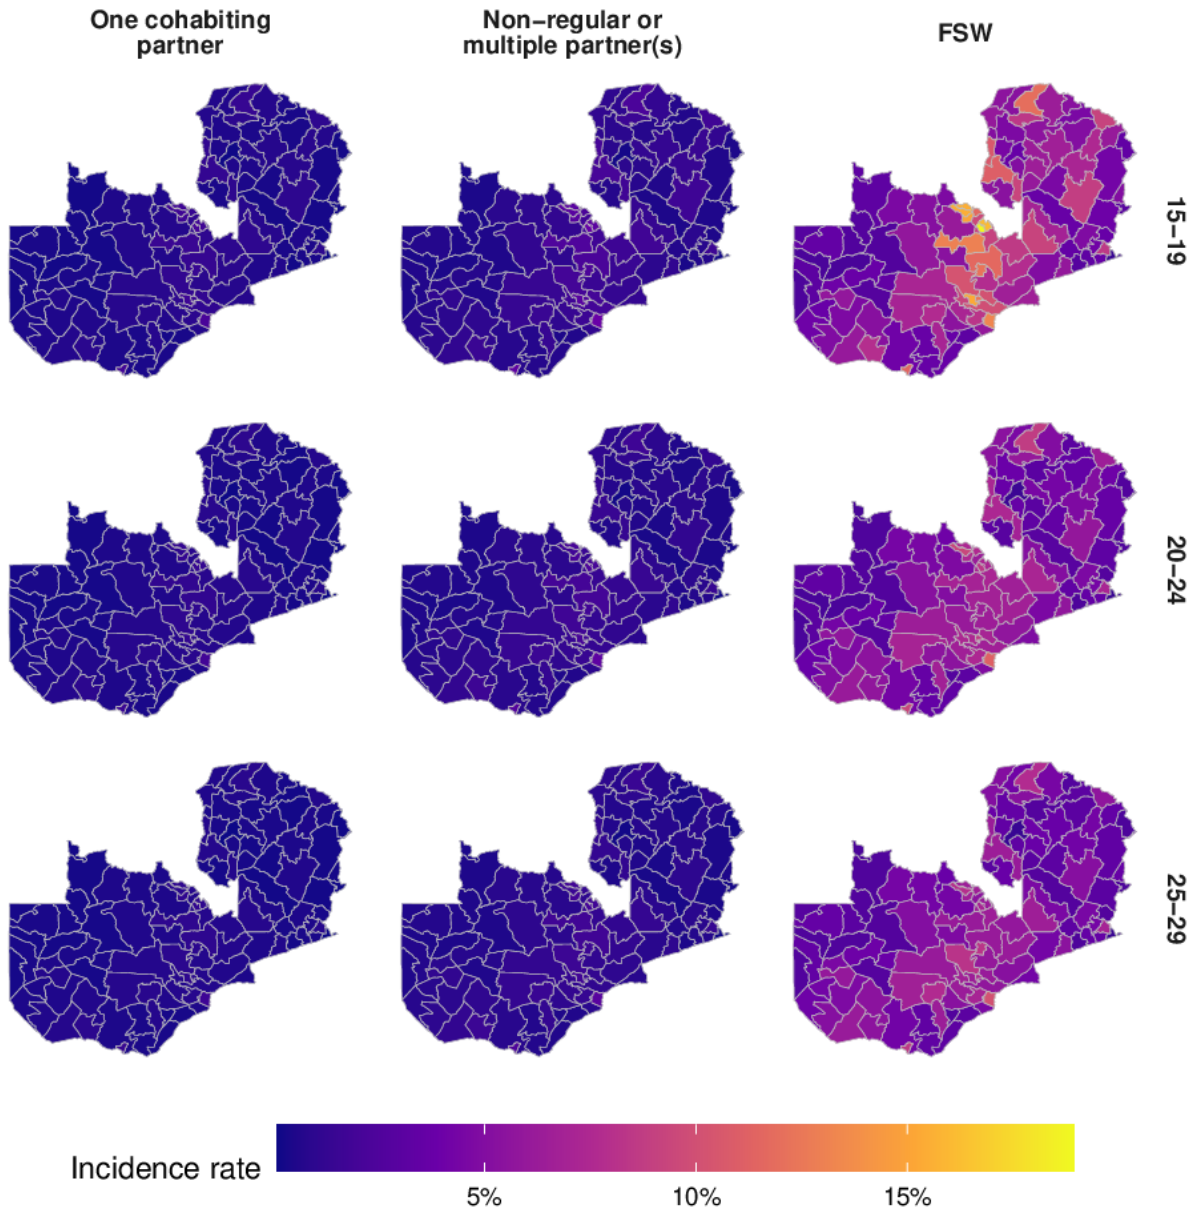 One cohabiting
partner
Non−regular or
multiple partner(s)
FSW
15−19
20−24
25−29
Incidence rate
5%
10%
15%